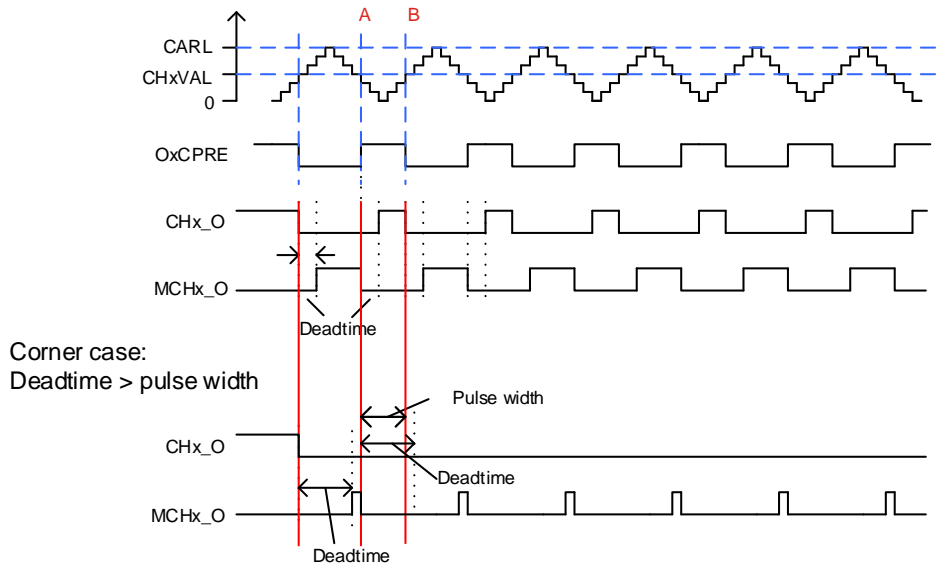 A
B
CARL
CHxVAL
0
OxCPRE
CHx_O
MCHx_O
Deadtime
Corner case:
Deadtime > pulse width
Pulse width
CHx_O
Deadtime
MCHx_O
Deadtime